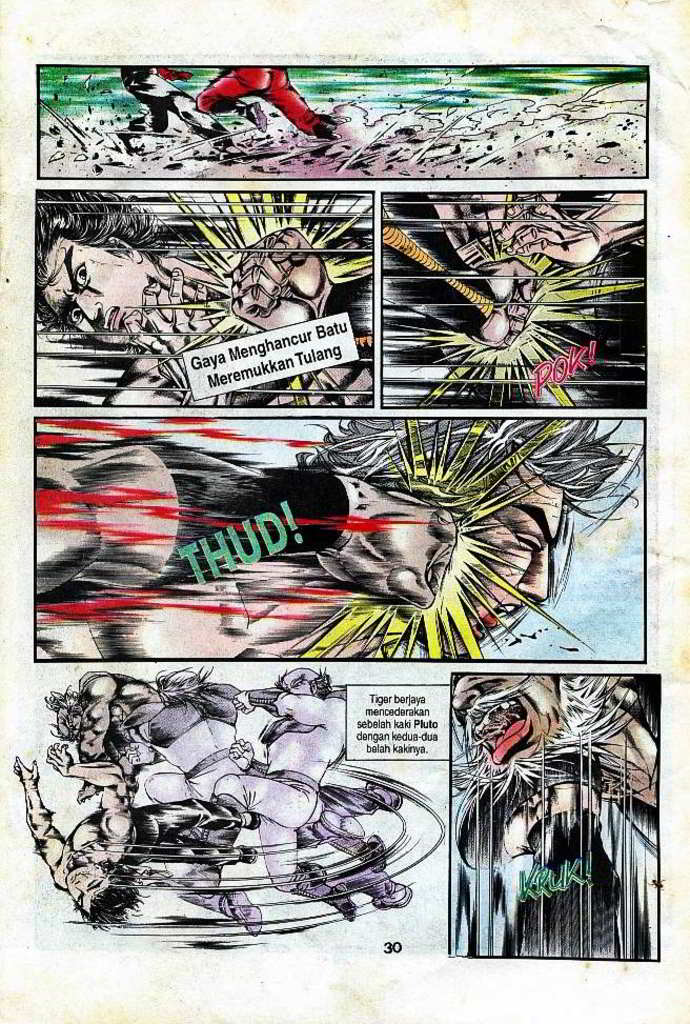 Gaya Menghancur Batu
Meremukkan Tulang
POK!
THUD!
Tiger berjaya
mencederakan
sebelah kaki Pluto
dengan kedua-dua
belah kakinya.
KRUK!
30